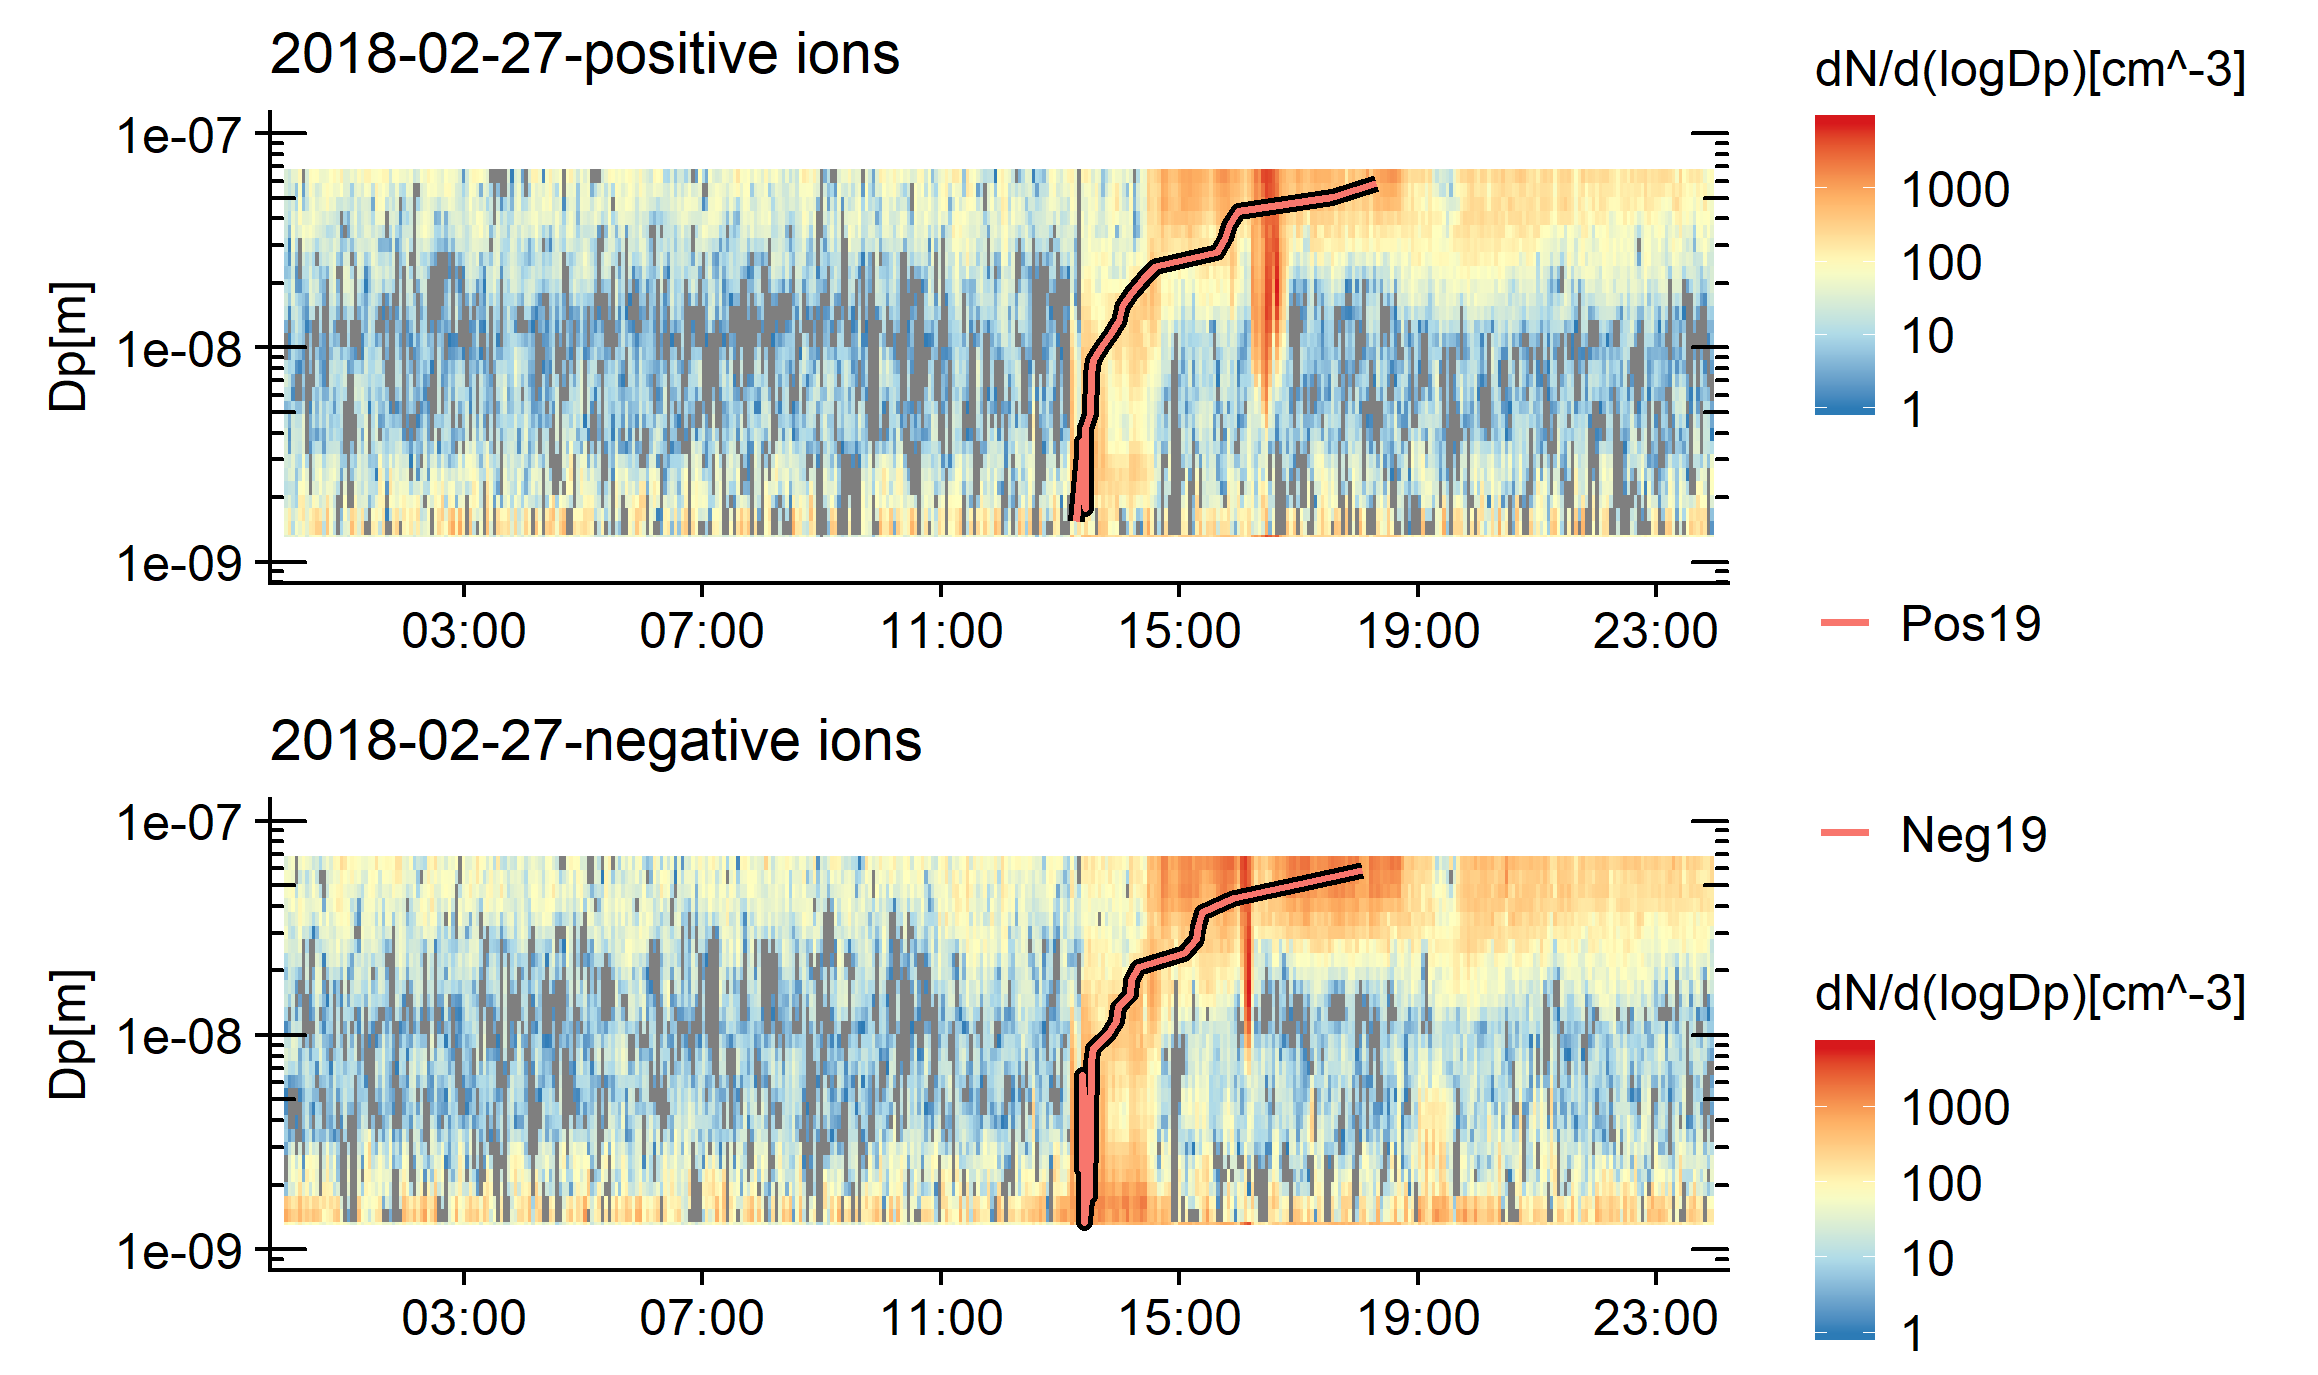 2018-02-27-positive ions
dN/d(logDp)[cm^-3]
1e-07
1e-08
1e-09
Dp[m]
03:00 07:00 11:00 15:00 19:00 23:00
1000
100
10
1
Pos19
2018-02-27-negative ions
1e-07
1e-08
1e-09
Dp[m]
03:00 07:00 11:00 15:00 19:00 23:00
Neg19
dN/d(logDp)[cm^-3]
1000
100
10
1